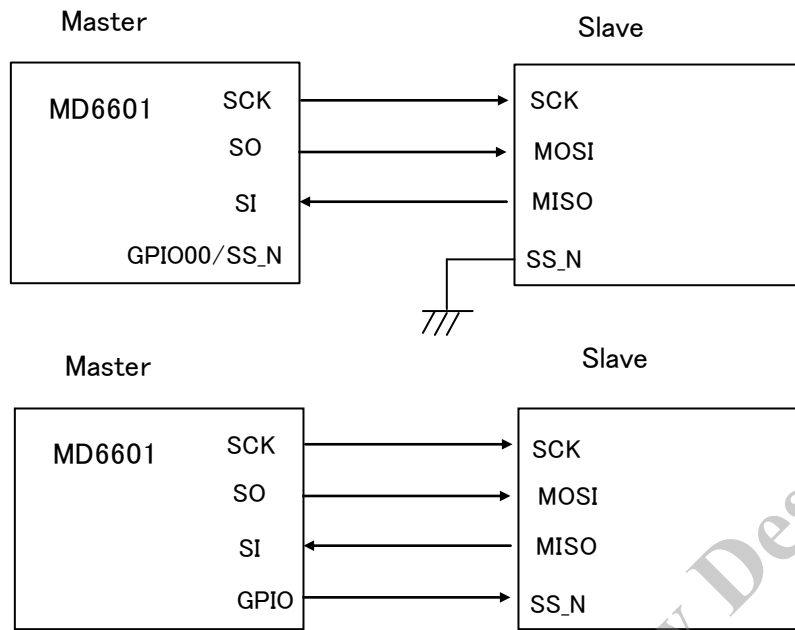 Master
Slave
MD6601
SCK
SCK
SO
MOSI
SI
MISO
GPIO00/SS_N
SS_N
Master
Slave
MD6601
SCK
SCK
SO
MOSI
SI
MISO
GPIO
SS_N